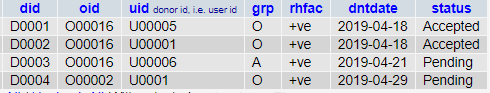 did oid uid donor id, i.e. user id grp rhfac dntdate status
D0001 O00016 U00005 O +ve 2019-04-18 Accepted
D0002 O00016 U0001 O +ve 2019-04-18 Accepted
D0003 O00016 U00006 A +ve 2019-04-21 Pending
D0004 O00002 U0001 O +ve 2019-04-29 Pending